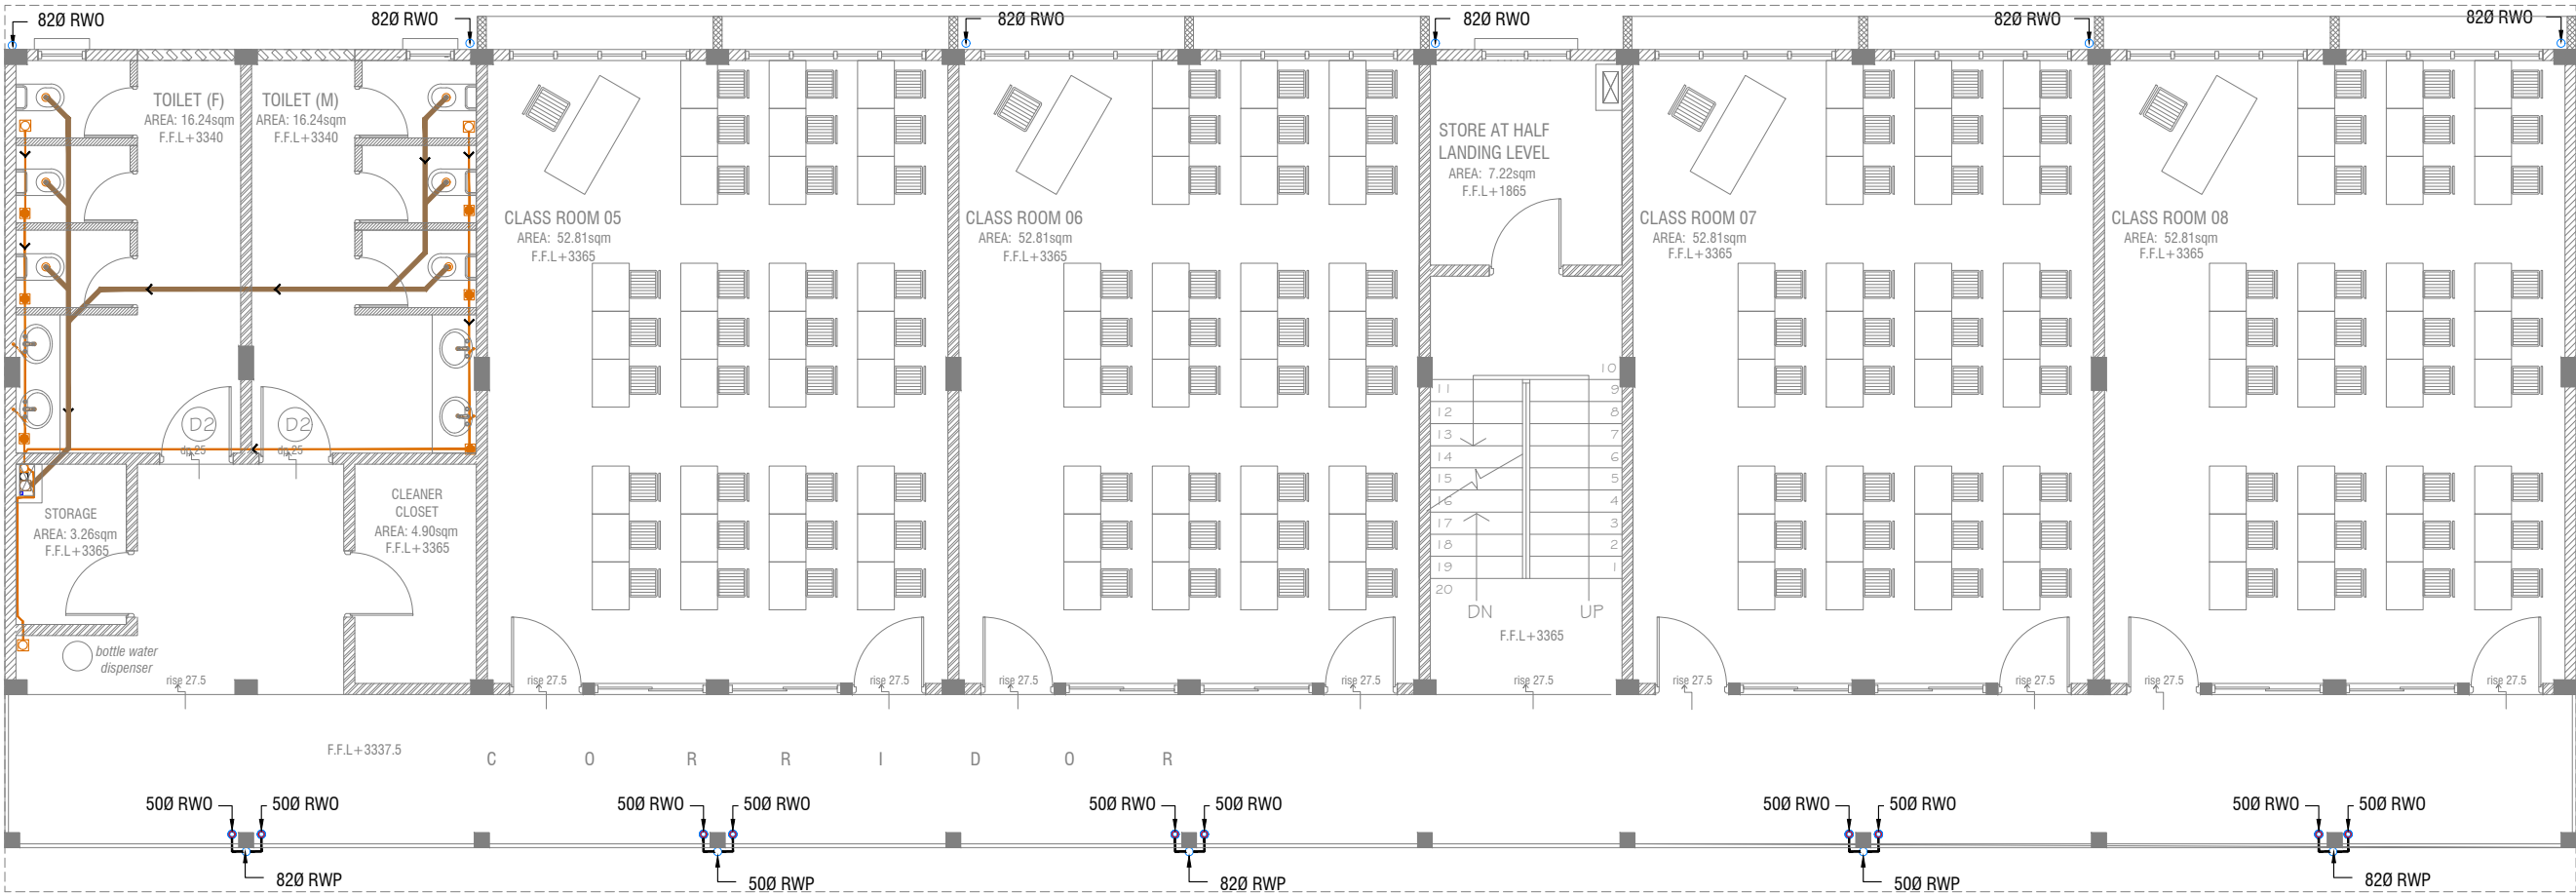 82Ø RWO
82Ø RWO
82Ø RWO
82Ø RWO
82Ø RWO
82Ø RWO
TOILET (F)
AREA: 16.24sqm
F.F.L+3340
TOILET (M)
AREA: 16.24sqm
F.F.L+3340
STORE AT HALF
LANDING LEVEL
AREA: 7.22sqm
F.F.L+1865
CLASS ROOM 05
AREA: 52.81sqm
F.F.L+3365
CLASS ROOM 06
AREA: 52.81sqm
F.F.L+3365
CLASS ROOM 07
AREA: 52.81sqm
F.F.L+3365
CLASS ROOM 08
AREA: 52.81sqm
F.F.L+3365
D2
D2
dp 25
dp 25
10
11
9
12
8
13
7
14
6
15
5
16
4
17
3
18
2
19
1
20
DN
UP
F.F.L+3365
STORAGE
AREA: 3.26sqm
F.F.L+3365
CLEANER
CLOSET
AREA: 4.90sqm
F.F.L+3365
bottle water
dispenser
rise 27.5
rise 27.5
rise 27.5
rise 27.5
rise 27.5
rise 27.5
rise 27.5
rise 27.5
rise 27.5
rise 27.5
F.F.L+3337.5
C O R R I D O R
50Ø RWO
50Ø RWO
50Ø RWO
50Ø RWO
50Ø RWO
50Ø RWO
50Ø RWO
50Ø RWO
50Ø RWO
50Ø RWO
82Ø RWP
50Ø RWP
82Ø RWP
50Ø RWP
82Ø RWP